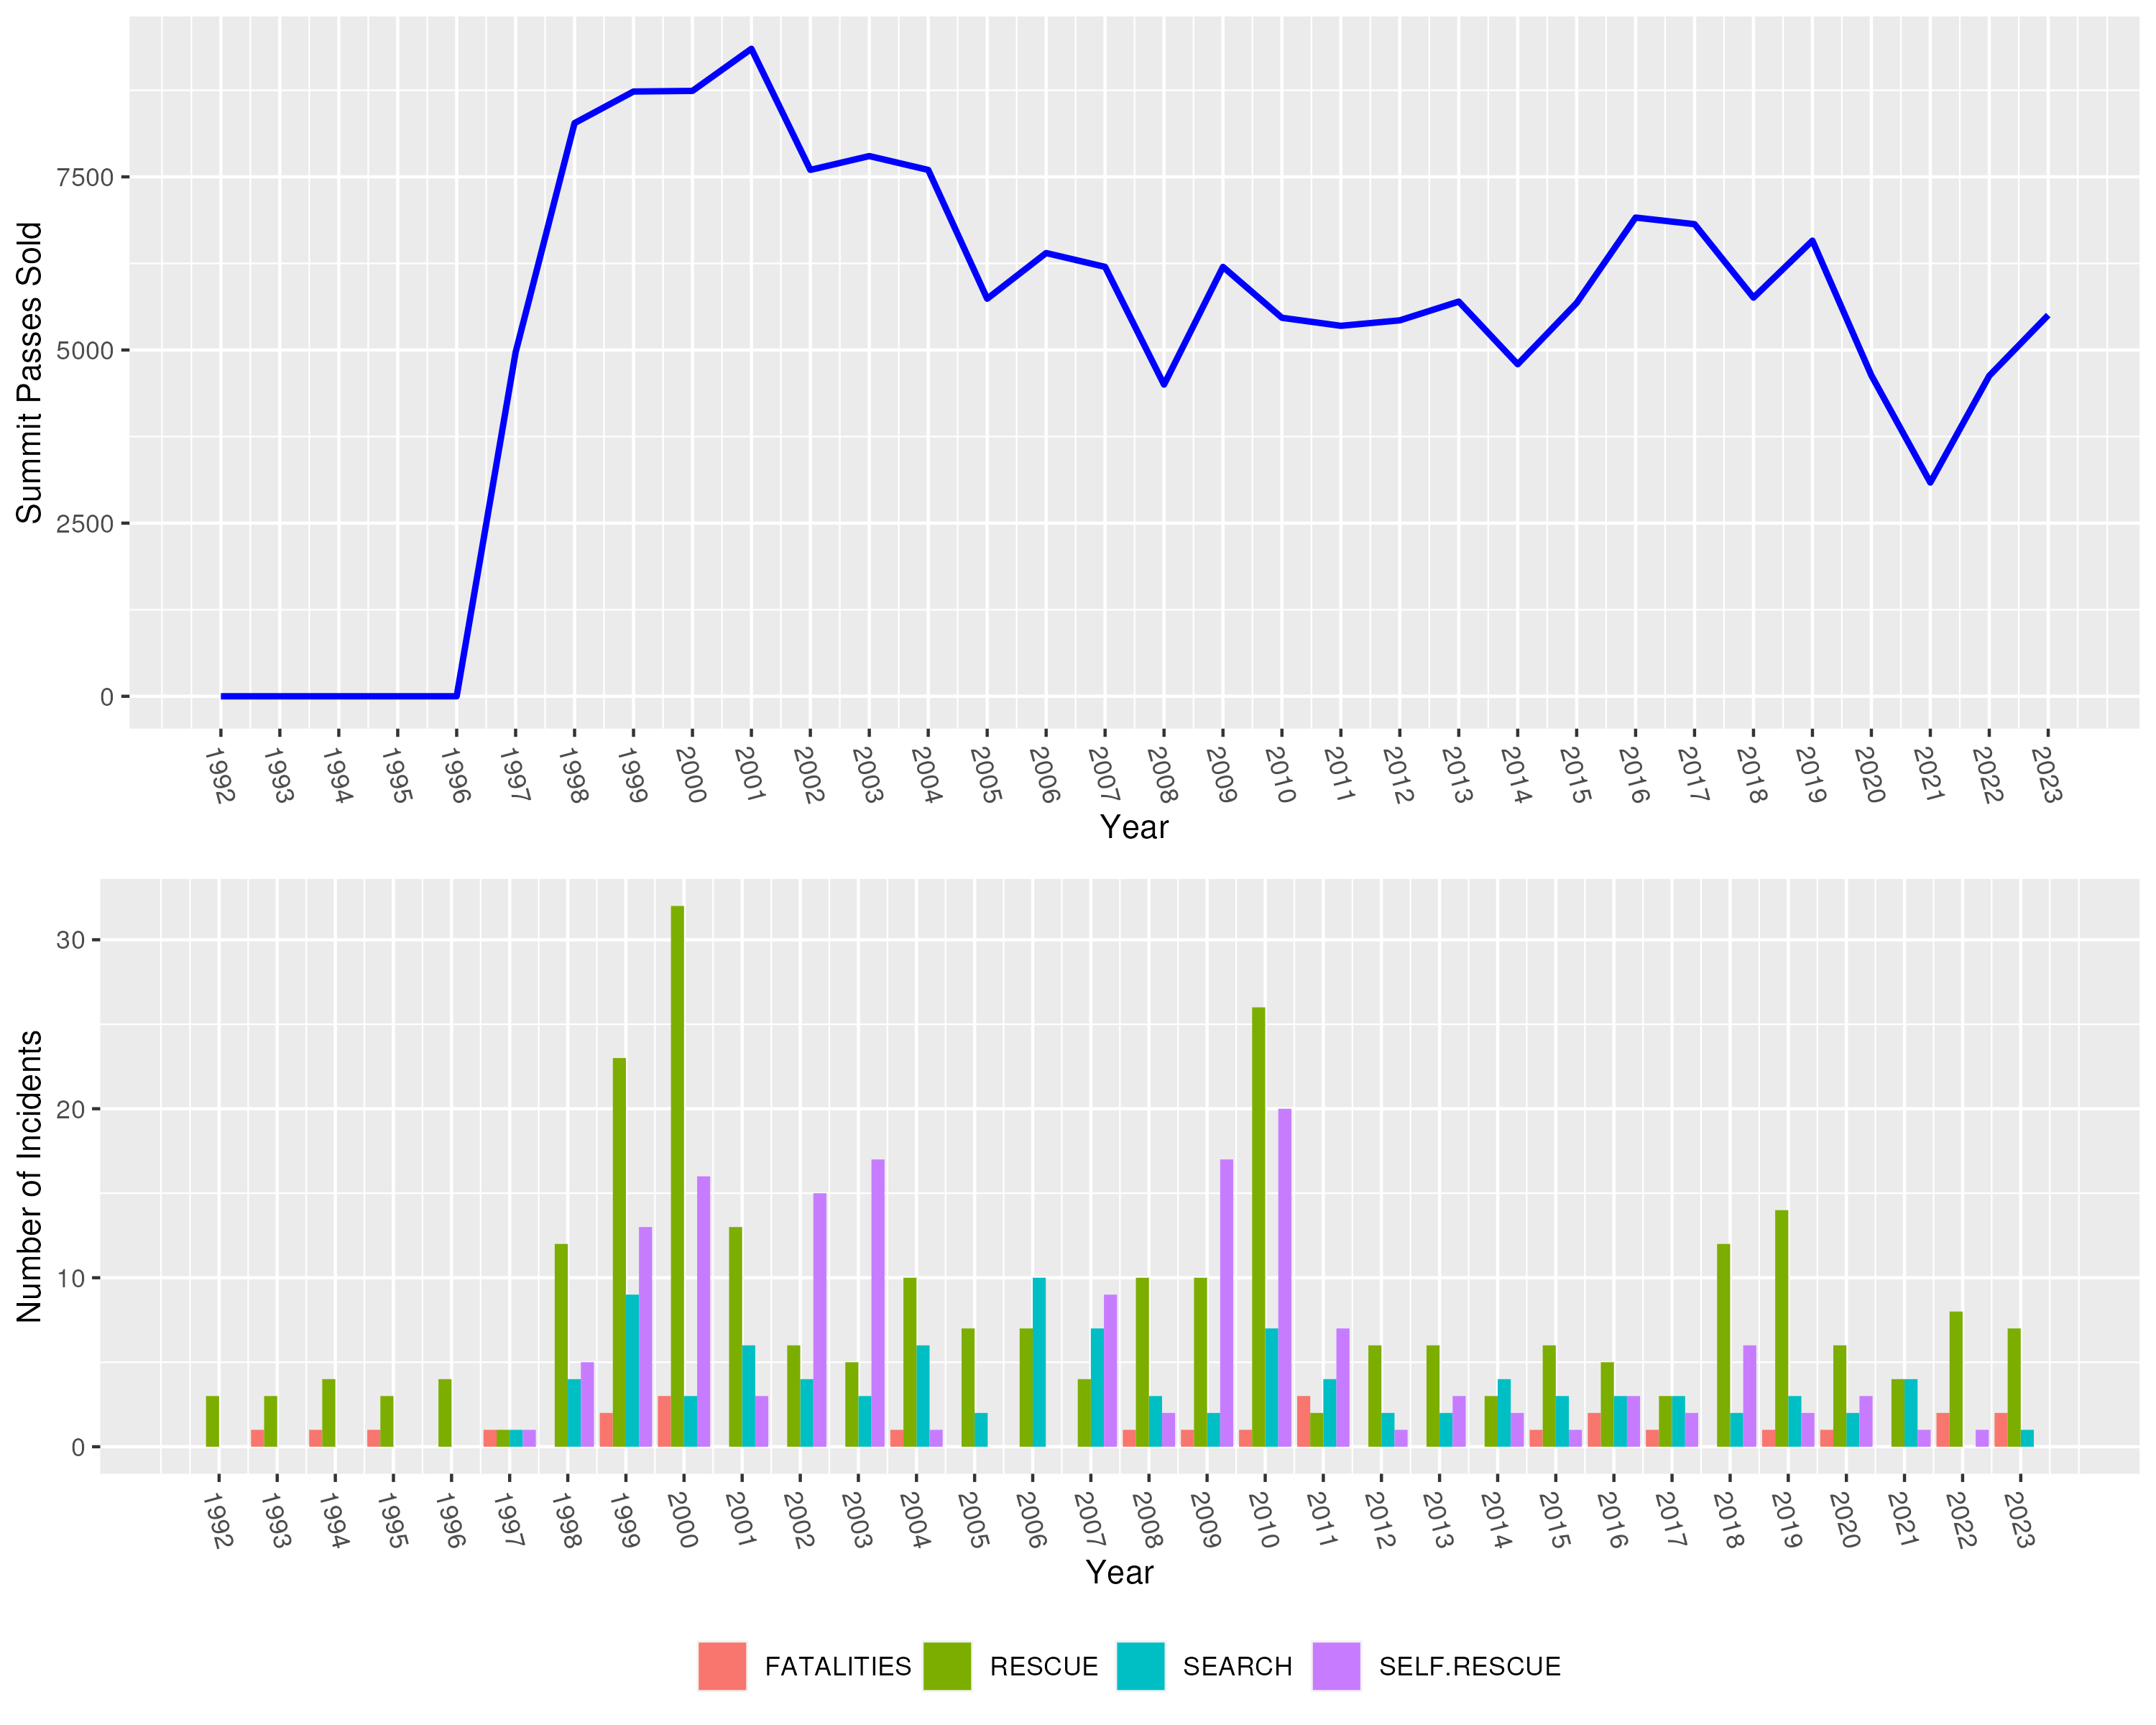 7500
5000
2500
0
Summit Passes Sold
1992 1993 1994 1995 1996 1997 1998 1999 2000 2001 2002 2003 2004 2005 2006 2007 2008 2009 2010 2011 2012 2013 2014 2015 2016 2017 2018 2019 2020 2021 2022 2023
Year
30
20
10
0
Number of Incidents
1992 1993 1994 1995 1996 1997 1998 1999 2000 2001 2002 2003 2004 2005 2006 2007 2008 2009 2010 2011 2012 2013 2014 2015 2016 2017 2018 2019 2020 2021 2022 2023
Year
FATALITIES RESCUE SEARCH SELF.RESCUE